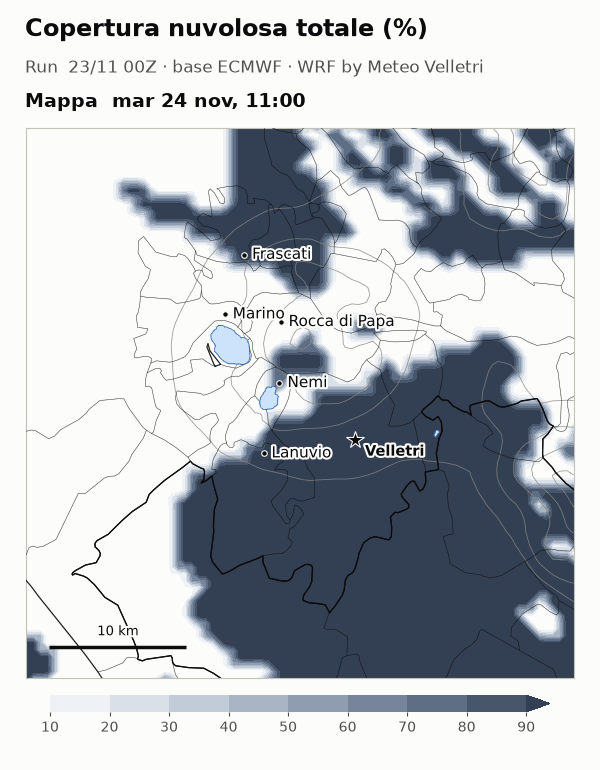 Copertura nuvolosa totale (%)
Run  23/11 00Z · base ECMWF · WRF by Meteo Velletri
Mappa  mar 24 nov, 11:00
Frascati
Marino
Rocca di Papa
Nemi
Velletri
Lanuvio
10 km
10 20 30 40 50 60 70 80 90